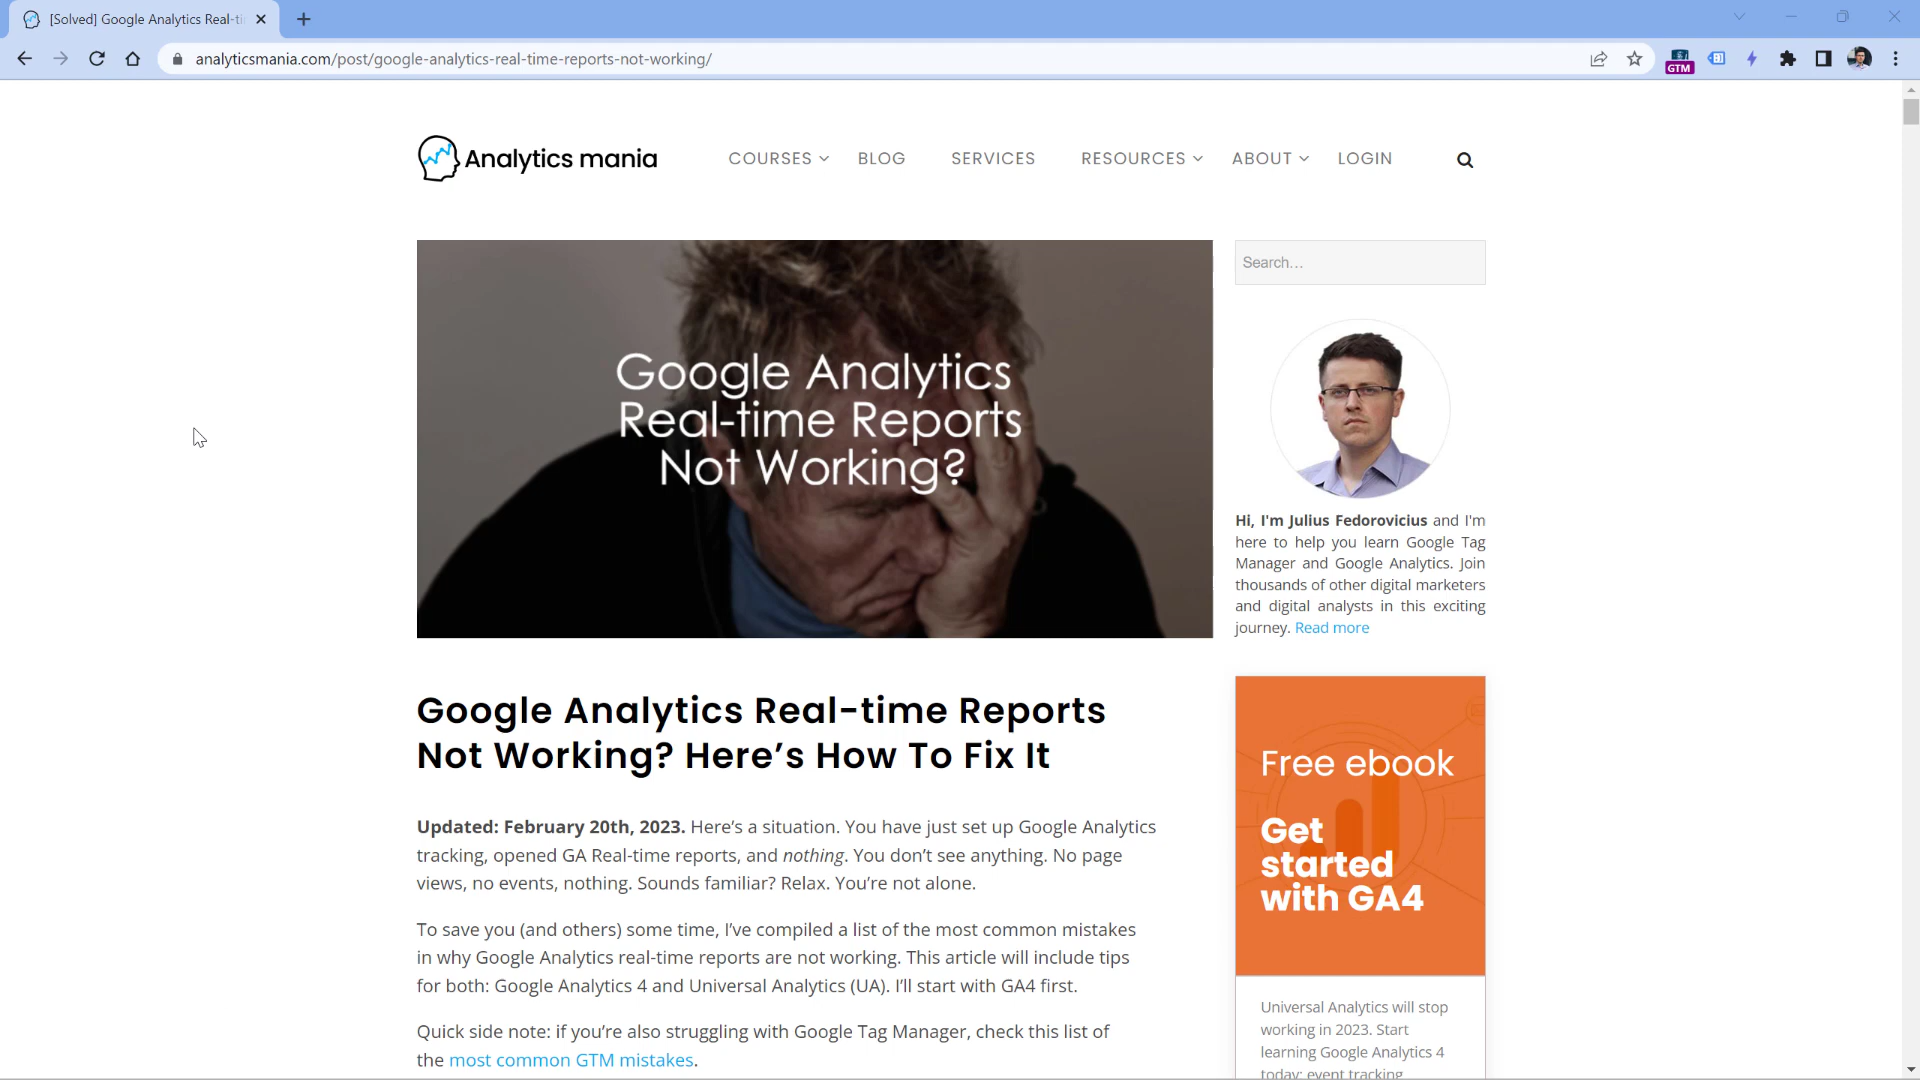 [Solved] Google Analytics Real-ti
analyticsmania.com/post/google-analytics-real-time-reports-not-working/
GTM
Analytics mania
COURSES
BLOG
SERVICES
RESOURCES
ABOUT
LOGIN
Google Analytics
Real-time Reports
Not Working?
Search...
Hi, I'm Julius Fedorovicius and I'm
here to help you learn Google Tag
Manager and Google Analytics. Join
thousands of other digital marketers
and digital analysts in this exciting
journey. Read more
Google Analytics Real-time Reports
Not Working? Here’s How To Fix It
Updated: February 20th, 2023. Here’s a situation. You have just set up Google Analytics
tracking, opened GA Real-time reports, and nothing. You don’t see anything. No page
views, no events, nothing. Sounds familiar? Relax. You’re not alone.
To save you (and others) some time, I’ve compiled a list of the most common mistakes
in why Google Analytics real-time reports are not working. This article will include tips
for both: Google Analytics 4 and Universal Analytics (UA). I’ll start with GA4 first.
Quick side note: if you’re also struggling with Google Tag Manager, check this list of
the most common GTM mistakes.
Free ebook
Get
started
with GA4
Universal Analytics will stop
working in 2023. Start
learning Google Analytics 4
today: event tracking